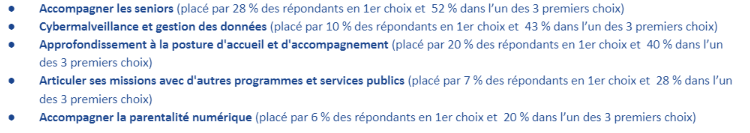 ● Accompagner les seniors (placé par 28 % des répondants en 1er choix et 52 % dans l'un des 3 premiers choix)
● Cybermalveillance et gestion des données (placé par 10 % des répondants en 1er choix et 43 % dans l'un des 3 premiers choix)
● Approfondissement à la posture d'accueil et d'accompagnement (placé par 20 % des répondants en 1er choix et 40 % dans l'un
des 3 premiers choix)
● Articuler ses missions avec d'autres programmes et services publics (placé par 7 % des répondants en 1er choix et 28 % dans l'un
des 3 premiers choix)
● Accompagner la parentalité numérique (placé par 6 % des répondants en 1er choix et 20 % dans l'un des 3 premiers choix)